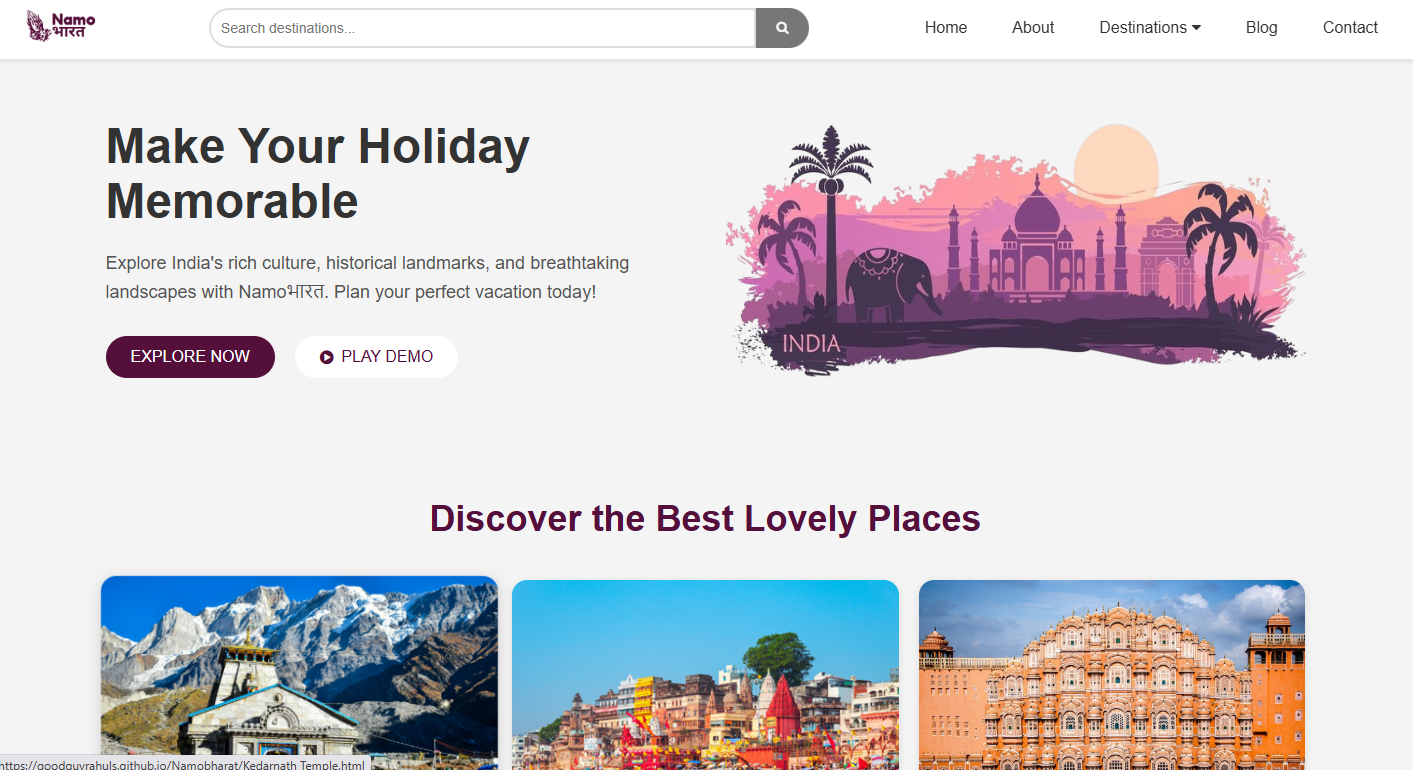 Namo
भारत
Search destinations...
Home About Destinations Blog Contact
Make Your Holiday
Memorable
Explore India's rich culture, historical landmarks, and breathtaking
landscapes with Namoभारत. Plan your perfect vacation today!
EXPLORE NOW PLAY DEMO
INDIA
Discover the Best Lovely Places
https://goodguyrahuls.github.io/Namobharat/Kedarnath Temple.html